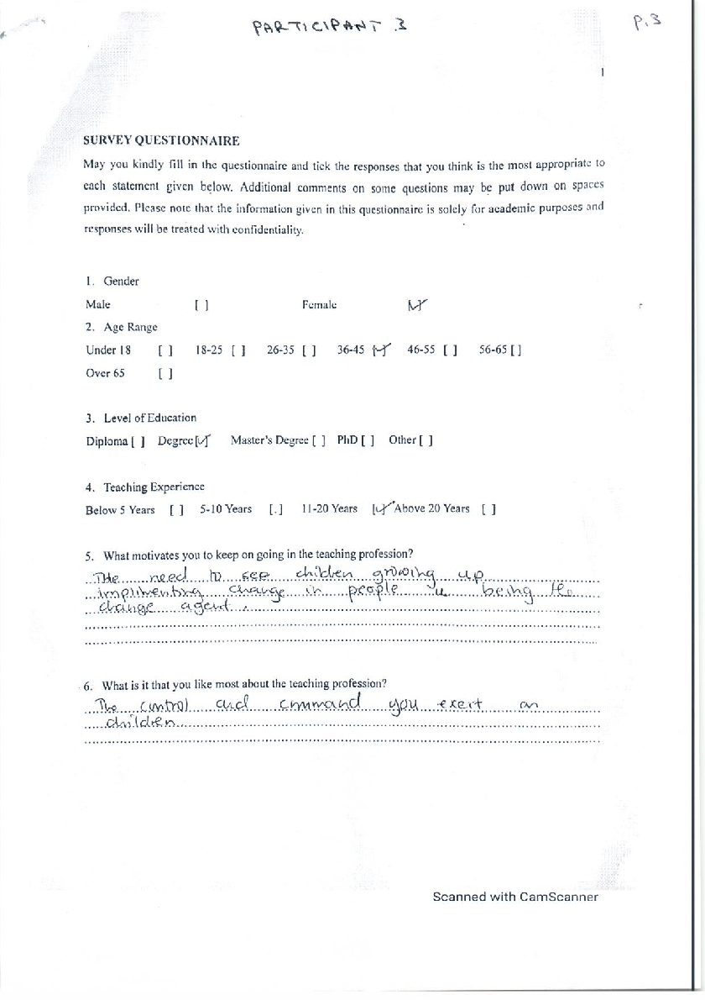 PARTICIPANT 3
P.3
1
SURVEY QUESTIONNAIRE
May you kindly fill in the questionnaire and tick the responses that you think is the most appropriate to
each statement given below. Additional comments on some questions may be put down on spaces
provided. Please note that the information given in this questionnaire is solely for academic purposes and
responses will be treated with confidentiality.
1. Gender
Male [ ] Female [✓]
2. Age Range
Under 18 [ ] 18-25 [ ] 26-35 [ ] 36-45 [✓] 46-55 [ ] 56-65 [ ]
Over 65 [ ]
3. Level of Education
Diploma [ ] Degree [✓] Master's Degree [ ] PhD [ ] Other [ ]
4. Teaching Experience
Below 5 Years [ ] 5-10 Years [.] 11-20 Years [✓] Above 20 Years [ ]
5. What motivates you to keep on going in the teaching profession?
The need to see children growing up
implimenting change in people u being the
change agent.
6. What is it that you like most about the teaching profession?
The control and command you exert on
children
Scanned with CamScanner